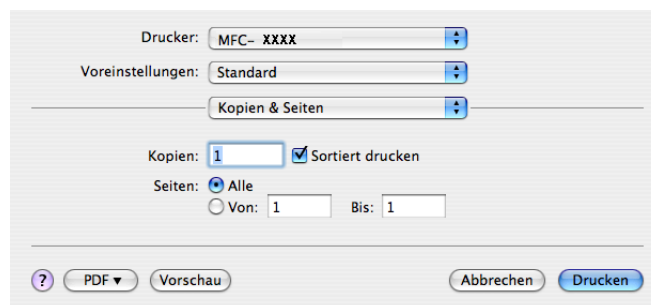 Drucker: MFC- XXXX
Voreinstellungen: Standard
Kopien & Seiten
Kopien: 1 Sortiert drucken
Seiten: Alle
Von: 1 Bis: 1
? PDF▼ Vorschau Abbrechen Drucken